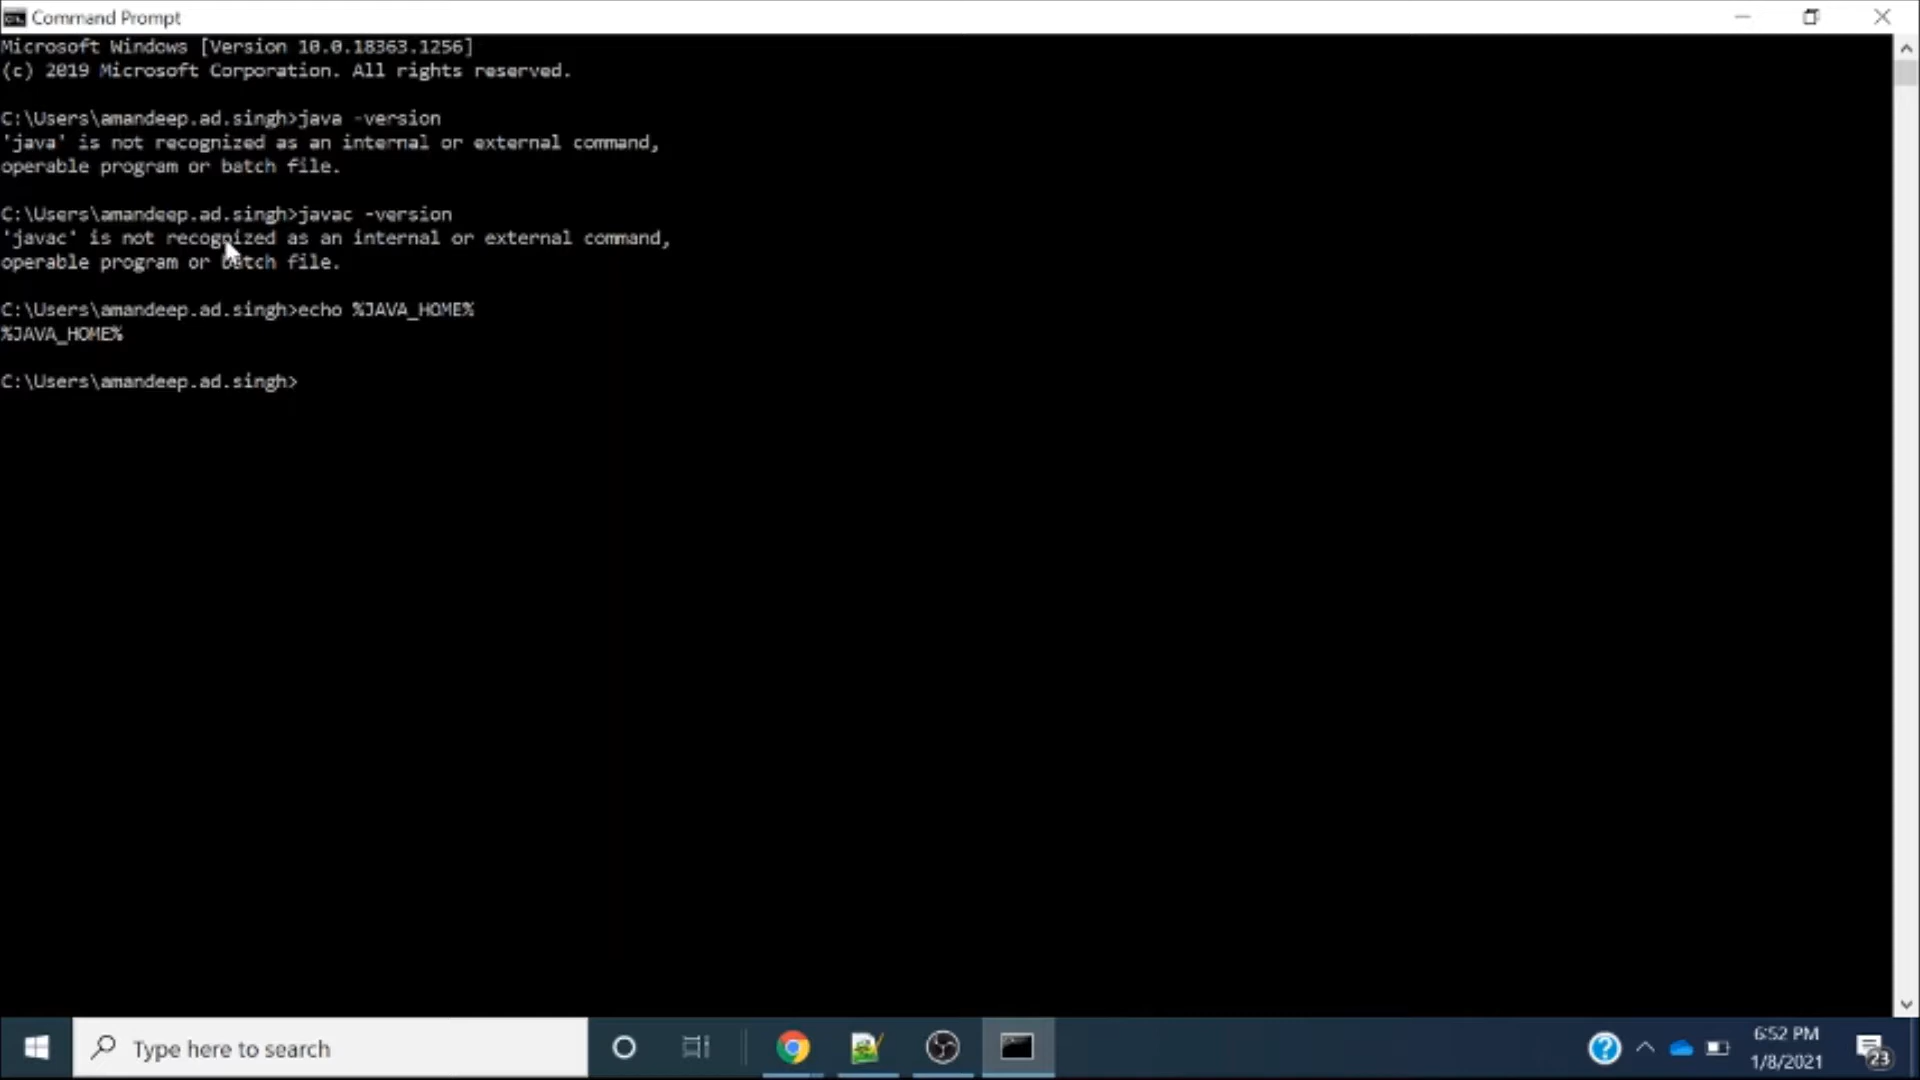 Command Prompt
Microsoft Windows [Version 10.0.18363.1256]
(c) 2019 Microsoft Corporation. All rights reserved.
C:\Users\amandeep.ad.singh>java -version
'java' is not recognized as an internal or external command,
operable program or batch file.
C:\Users\amandeep.ad.singh>javac -version
'javac' is not recognized as an internal or external command,
operable program or batch file.
C:\Users\amandeep.ad.singh>echo %JAVA_HOME%
%JAVA_HOME%
C:\Users\amandeep.ad.singh>
Type here to search
6:52 PM
1/8/2021
23